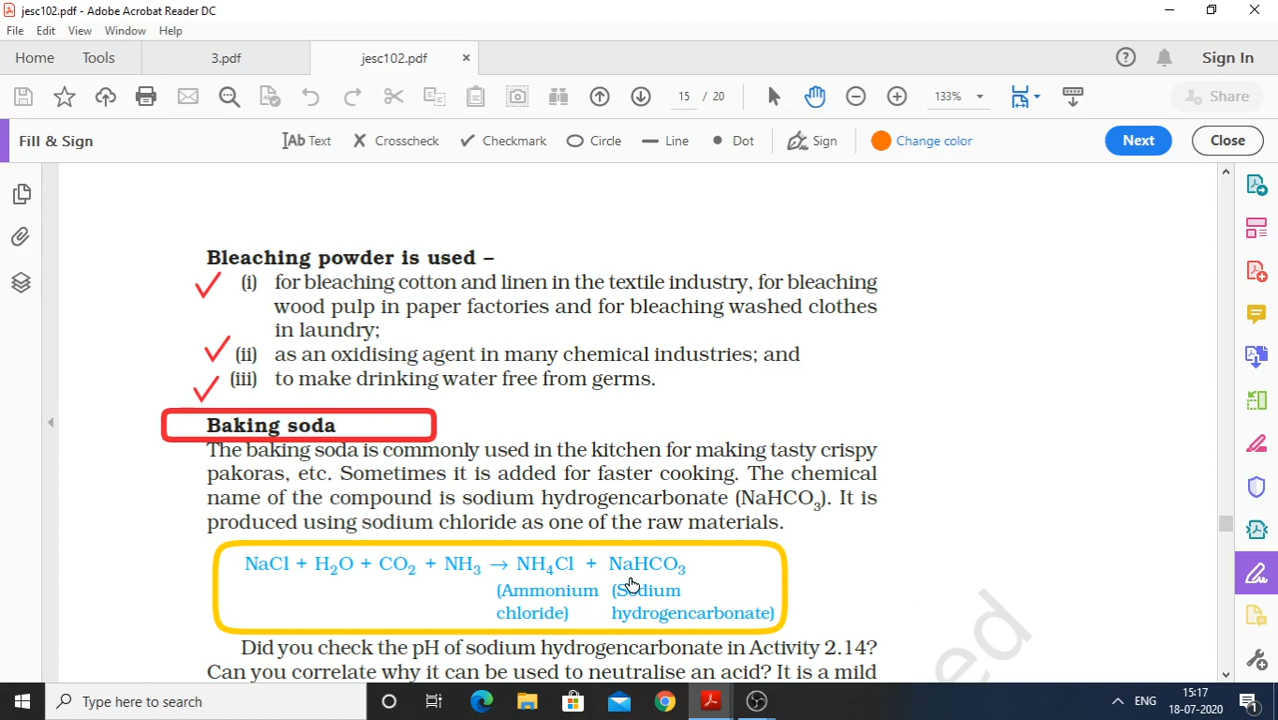 jesc102.pdf - Adobe Acrobat Reader DC
File Edit View Window Help
Home Tools 3.pdf jesc102.pdf × ? Sign In
15 / 20 133% Share
Fill & Sign Ab Text Crosscheck Checkmark Circle Line Dot Sign Change color Next Close
Bleaching powder is used –
(i) for bleaching cotton and linen in the textile industry, for bleaching
wood pulp in paper factories and for bleaching washed clothes
in laundry;
(ii) as an oxidising agent in many chemical industries; and
(iii) to make drinking water free from germs.
Baking soda
The baking soda is commonly used in the kitchen for making tasty crispy
pakoras, etc. Sometimes it is added for faster cooking. The chemical
name of the compound is sodium hydrogencarbonate (NaHCO₃). It is
produced using sodium chloride as one of the raw materials.
NaCl + H₂O + CO₂ + NH₃ → NH₄Cl + NaHCO₃
(Ammonium (Sodium
chloride) hydrogencarbonate)
Did you check the pH of sodium hydrogencarbonate in Activity 2.14?
Can you correlate why it can be used to neutralise an acid? It is a mild
ed
Type here to search
ENG 15:17
18-07-2020 1